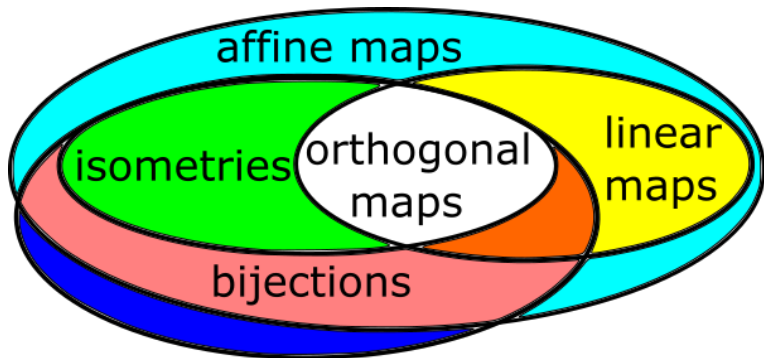 affine maps
isometries
orthogonal
maps
linear
maps
bijections